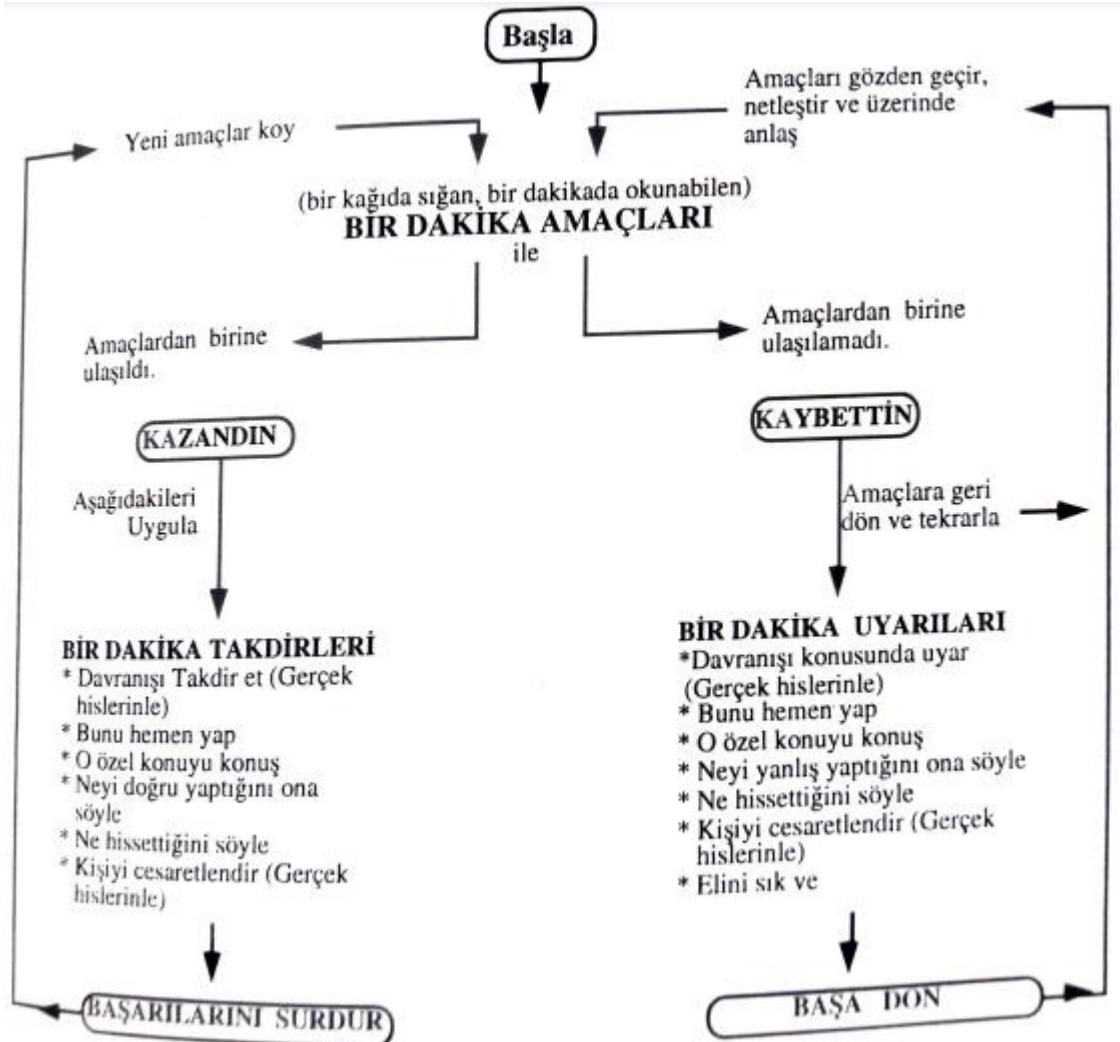 Başla
Amaçları gözden geçir,
netleştir ve üzerinde
anlaş
Yeni amaçlar koy
(bir kağıda sığan, bir dakikada okunabilen)
BİR DAKİKA AMAÇLARI
ile
Amaçlardan birine
ulaşıldı.
Amaçlardan birine
ulaşılamadı.
KAZANDIN
KAYBETTİN
Aşağıdakileri
Uygula
Amaçlara geri
dön ve tekrarla
BİR DAKİKA TAKDİRLERİ
* Davranışı Takdir et (Gerçek
hislerinle)
* Bunu hemen yap
* O özel konuyu konuş
* Neyi doğru yaptığını ona
söyle
* Ne hissettiğini söyle
* Kişiyi cesaretlendir (Gerçek
hislerinle)
BAŞARILARINI SURDUR
BİR DAKİKA UYARILARI
*Davranışı konusunda uyar
(Gerçek hislerinle)
* Bunu hemen yap
* O özel konuyu konuş
* Neyi yanlış yaptığını ona söyle
* Ne hissettiğini söyle
* Kişiyi cesaretlendir (Gerçek
hislerinle)
* Elini sık ve
BAŞA DON